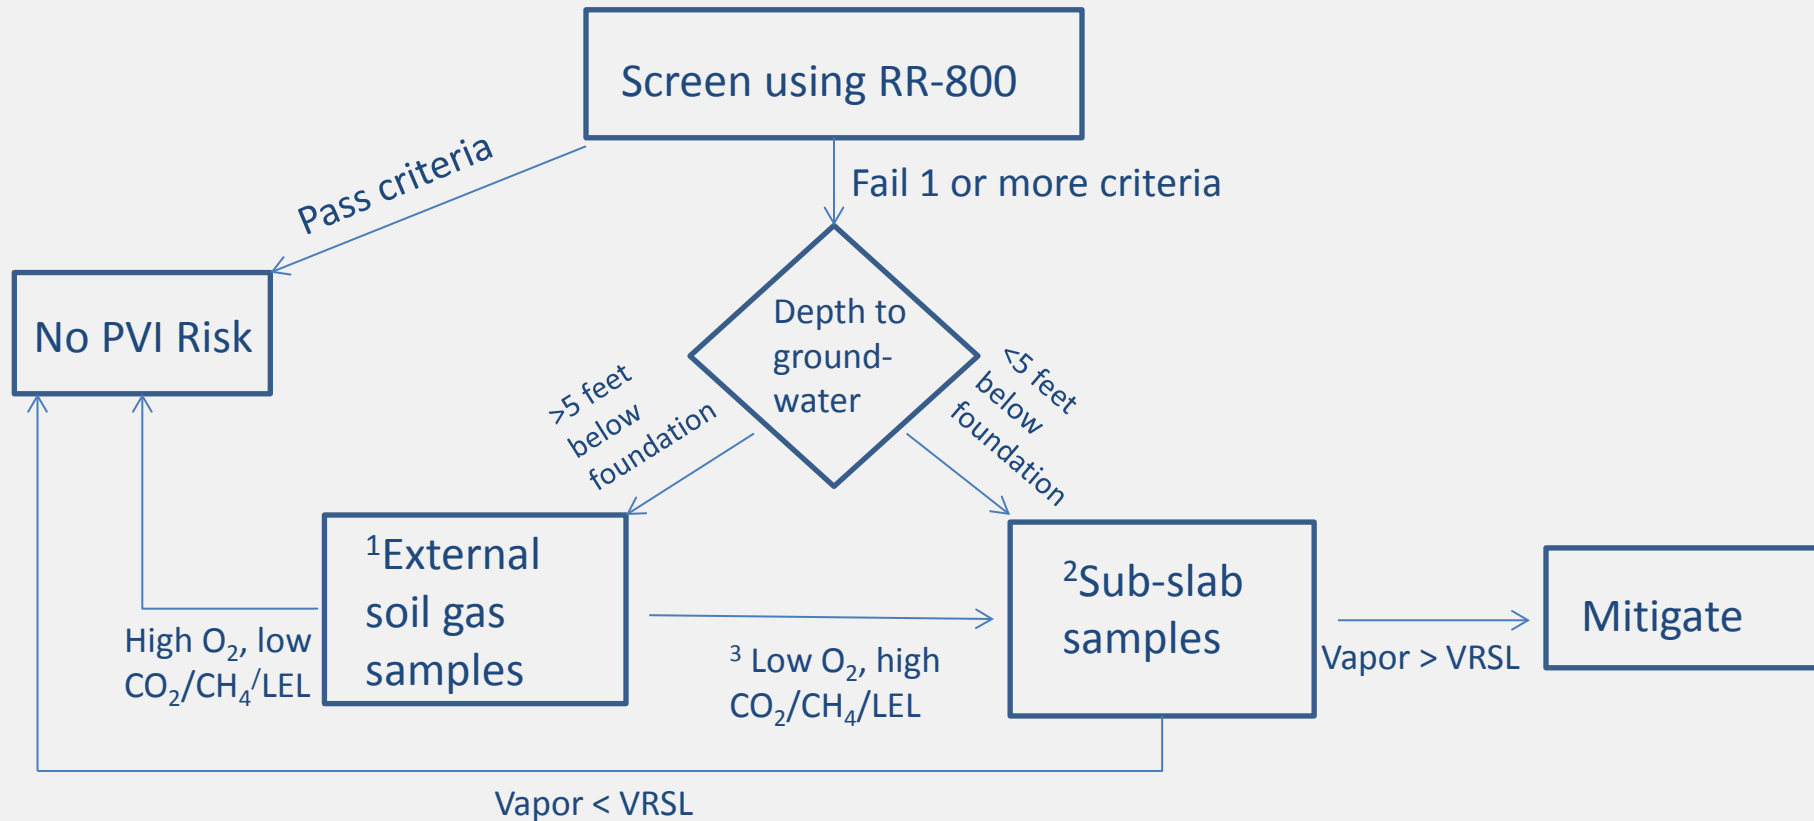 Screen using RR-800
Pass criteria
Fail 1 or more criteria
No PVI Risk
Depth to
ground-
water
>5 feet
below
foundation
<5 feet
below
foundation
¹External
soil gas
samples
²Sub-slab
samples
Mitigate
High O₂, low
CO₂/CH₄/LEL
³ Low O₂, high
CO₂/CH₄/LEL
Vapor > VRSL
Vapor < VRSL